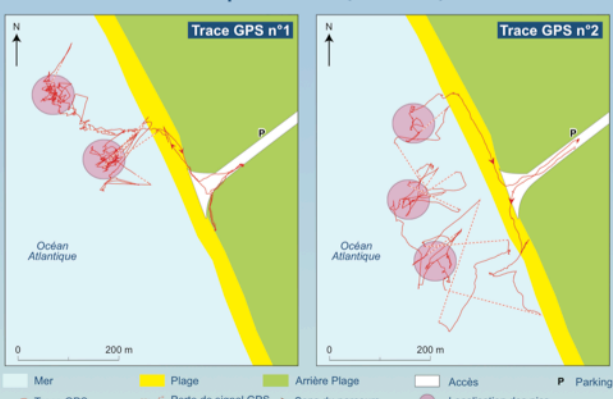 N
Trace GPS n°1
P
Océan
Atlantique
0 200 m
N
Trace GPS n°2
P
Océan
Atlantique
0 200 m
Mer Plage Arrière Plage Accès P Parking